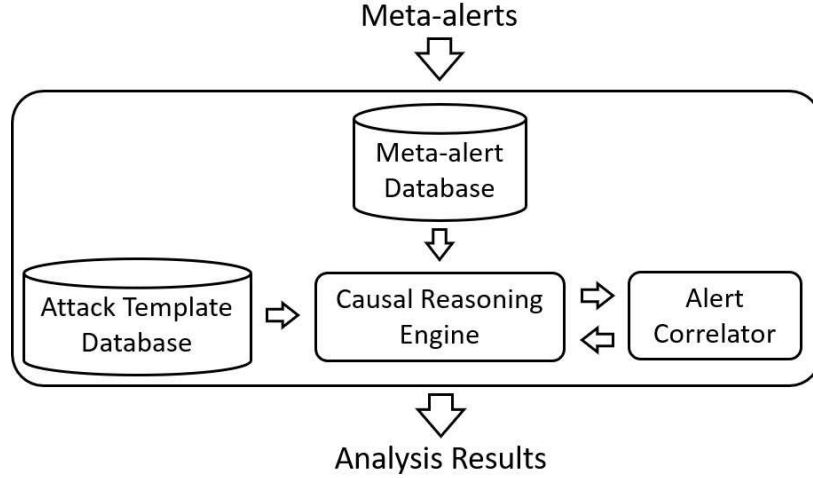 Meta-alerts
Meta-alert
Database
Attack Template
Database
Causal Reasoning
Engine
Alert
Correlator
Analysis Results